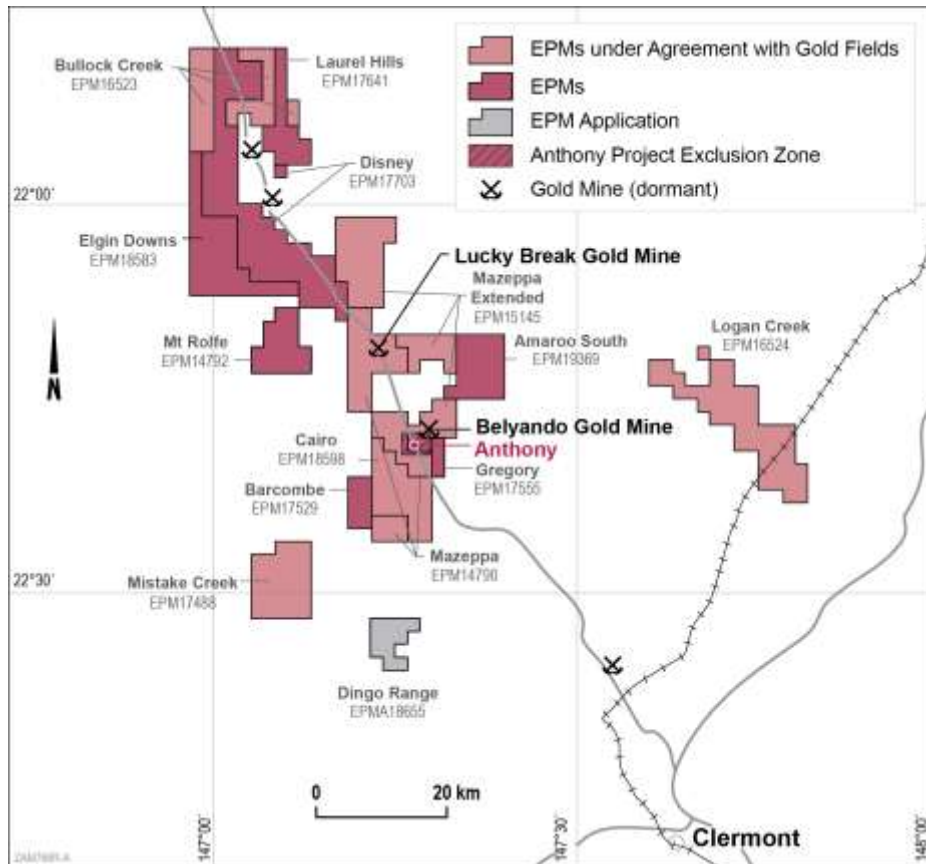 EPMs under Agreement with Gold Fields
EPMs
EPM Application
Anthony Project Exclusion Zone
Gold Mine (dormant)
Bullock Creek
EPM16523
Laurel Hills
EPM17641
Disney
EPM17703
22°00'
Elgin Downs
EPM18583
Lucky Break Gold Mine
Mazeppa
Extended
EPM15145
Mt Rolfe
EPM14792
Amaroo South
EPM19369
Logan Creek
EPM16524
N
Belyando Gold Mine
Anthony
Cairo
EPM18598
Gregory
EPM17555
Barcombe
EPM17529
Mazeppa
EPM14790
22°30'
Mistake Creek
EPM17488
Dingo Range
EPMA18655
0
20 km
147°00'
147°30'
148°00'
Clermont